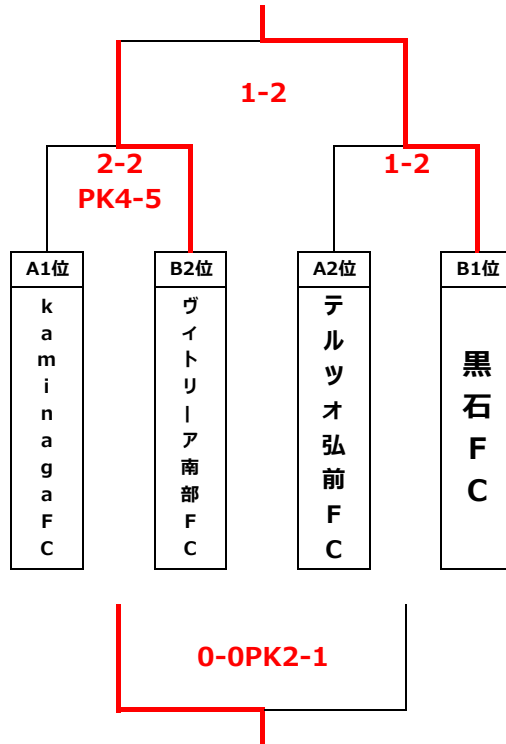 1-2
2-2
PK4-5
1-2
A1位
B2位
A2位
B1位
kaminagaFC
ヴィトリーア南部FC
テルツォ弘前FC
黒石FC
0-0PK2-1